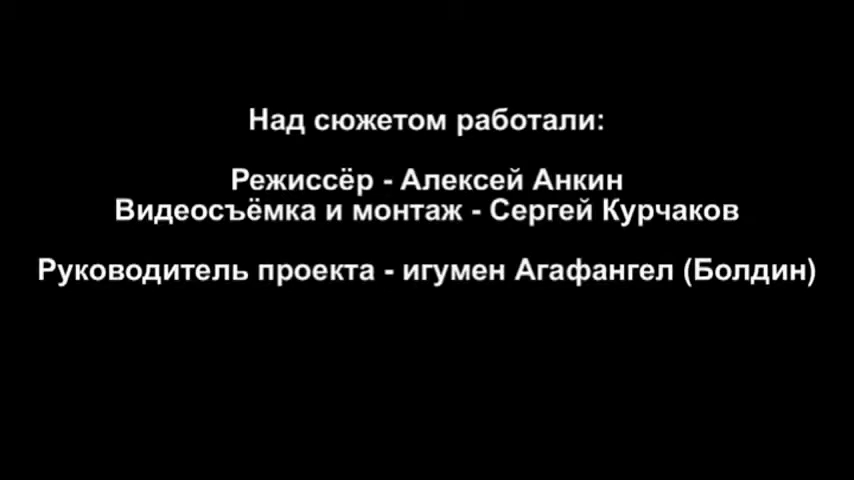 Над сюжетом работали:
Режиссёр - Алексей Анкин
Видеосъёмка и монтаж - Сергей Курчаков
Руководитель проекта - игумен Агафангел (Болдин)